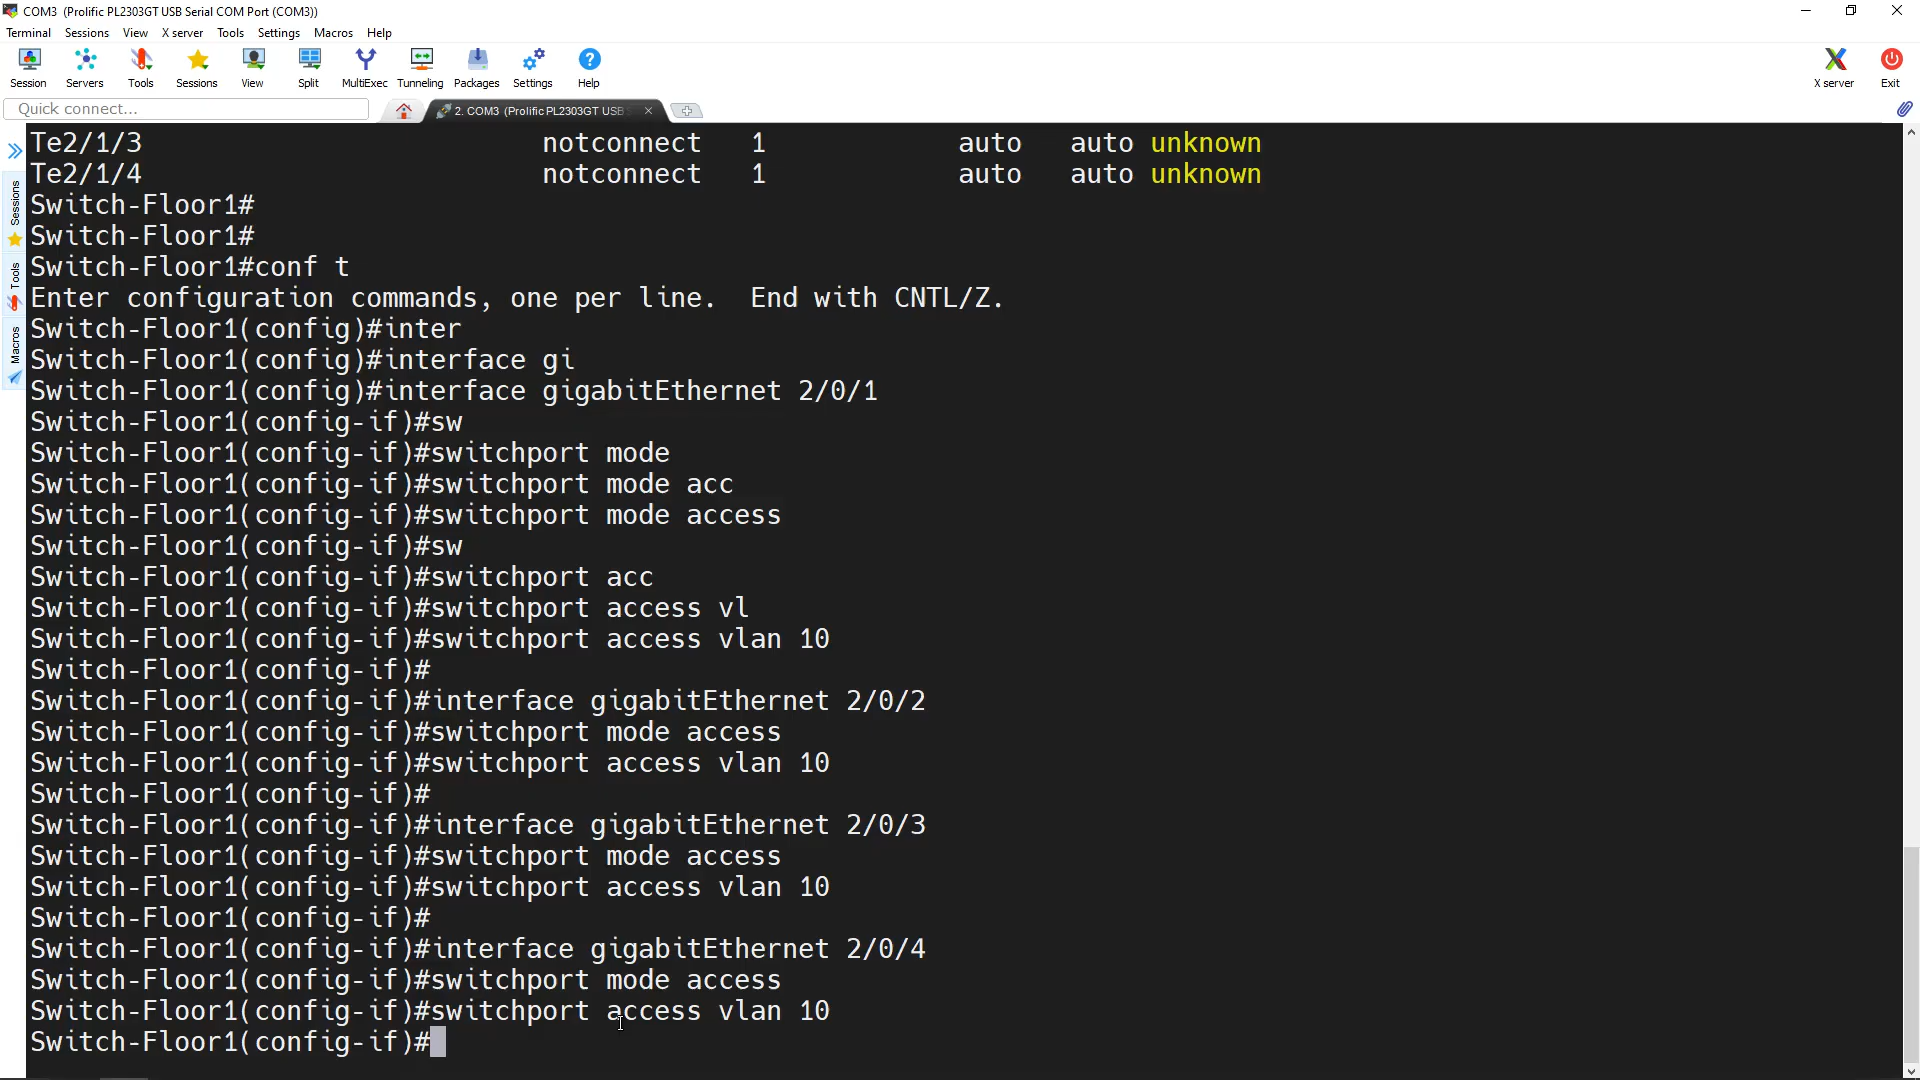 COM3 (Prolific PL2303GT USB Serial COM Port (COM3))
Terminal Sessions View X server Tools Settings Macros Help
Session Servers Tools Sessions View Split MultiExec Tunneling Packages Settings Help X server Exit
Quick connect...
2. COM3 (Prolific PL2303GT USB
Sessions
Tools
Macros
Te2/1/3 notconnect 1 auto auto unknown
Te2/1/4 notconnect 1 auto auto unknown
Switch-Floor1#
Switch-Floor1#
Switch-Floor1#conf t
Enter configuration commands, one per line. End with CNTL/Z.
Switch-Floor1(config)#inter
Switch-Floor1(config)#interface gi
Switch-Floor1(config)#interface gigabitEthernet 2/0/1
Switch-Floor1(config-if)#sw
Switch-Floor1(config-if)#switchport mode
Switch-Floor1(config-if)#switchport mode acc
Switch-Floor1(config-if)#switchport mode access
Switch-Floor1(config-if)#sw
Switch-Floor1(config-if)#switchport acc
Switch-Floor1(config-if)#switchport access vl
Switch-Floor1(config-if)#switchport access vlan 10
Switch-Floor1(config-if)#
Switch-Floor1(config-if)#interface gigabitEthernet 2/0/2
Switch-Floor1(config-if)#switchport mode access
Switch-Floor1(config-if)#switchport access vlan 10
Switch-Floor1(config-if)#
Switch-Floor1(config-if)#interface gigabitEthernet 2/0/3
Switch-Floor1(config-if)#switchport mode access
Switch-Floor1(config-if)#switchport access vlan 10
Switch-Floor1(config-if)#
Switch-Floor1(config-if)#interface gigabitEthernet 2/0/4
Switch-Floor1(config-if)#switchport mode access
Switch-Floor1(config-if)#switchport access vlan 10
Switch-Floor1(config-if)#